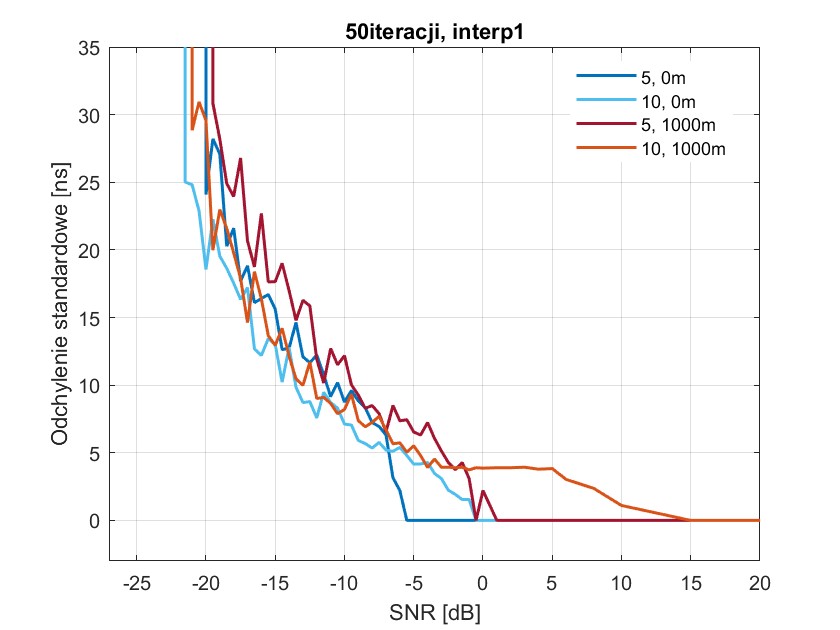 50iteracji, interp1
5, 0m
10, 0m
5, 1000m
10, 1000m
Odchylenie standardowe [ns]
35
30
25
20
15
10
5
0
-25 -20 -15 -10 -5 0 5 10 15 20
SNR [dB]